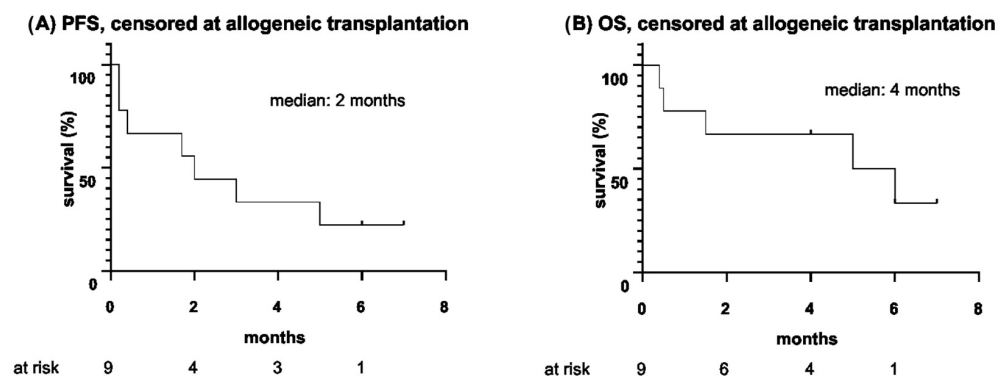 (A) PFS, censored at allogeneic transplantation
100
50
0
survival (%)
median: 2 months
0 2 4 6 8
months
at risk 9 4 3 1
(B) OS, censored at allogeneic transplantation
100
50
0
survival (%)
median: 4 months
0 2 4 6 8
months
at risk 9 6 4 1